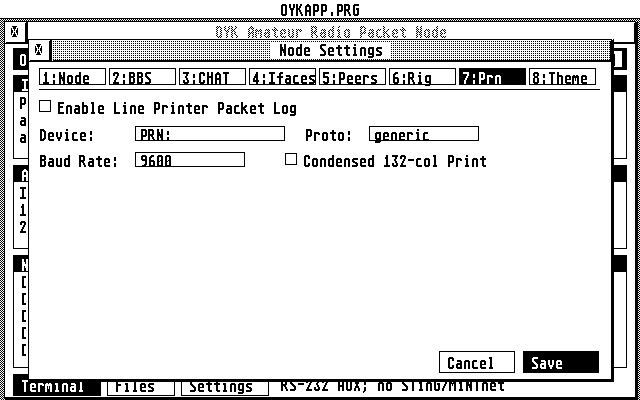 OYKAPP.PRG
OYK Amateur Radio Packet Node
Node Settings
1:Node 2:BBS 3:CHAT 4:Ifaces 5:Peers 6:Rig 7:Prn 8:Theme
Enable Line Printer Packet Log
Device: PRN: Proto: generic
Baud Rate: 9600 Condensed 132-col Print
Cancel Save
Terminal Files Settings RS-232 AUX; no STinG/MiNTnet